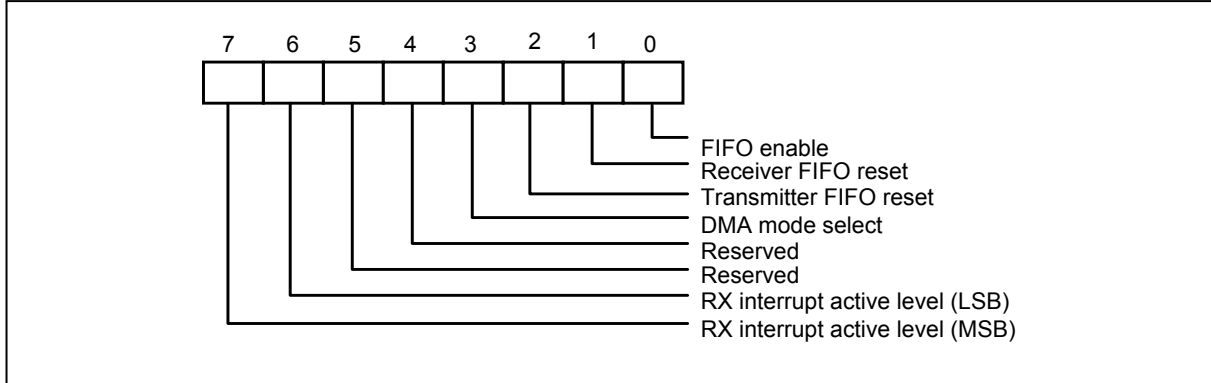 7 6 5 4 3 2 1 0
FIFO enable
Receiver FIFO reset
Transmitter FIFO reset
DMA mode select
Reserved
Reserved
RX interrupt active level (LSB)
RX interrupt active level (MSB)